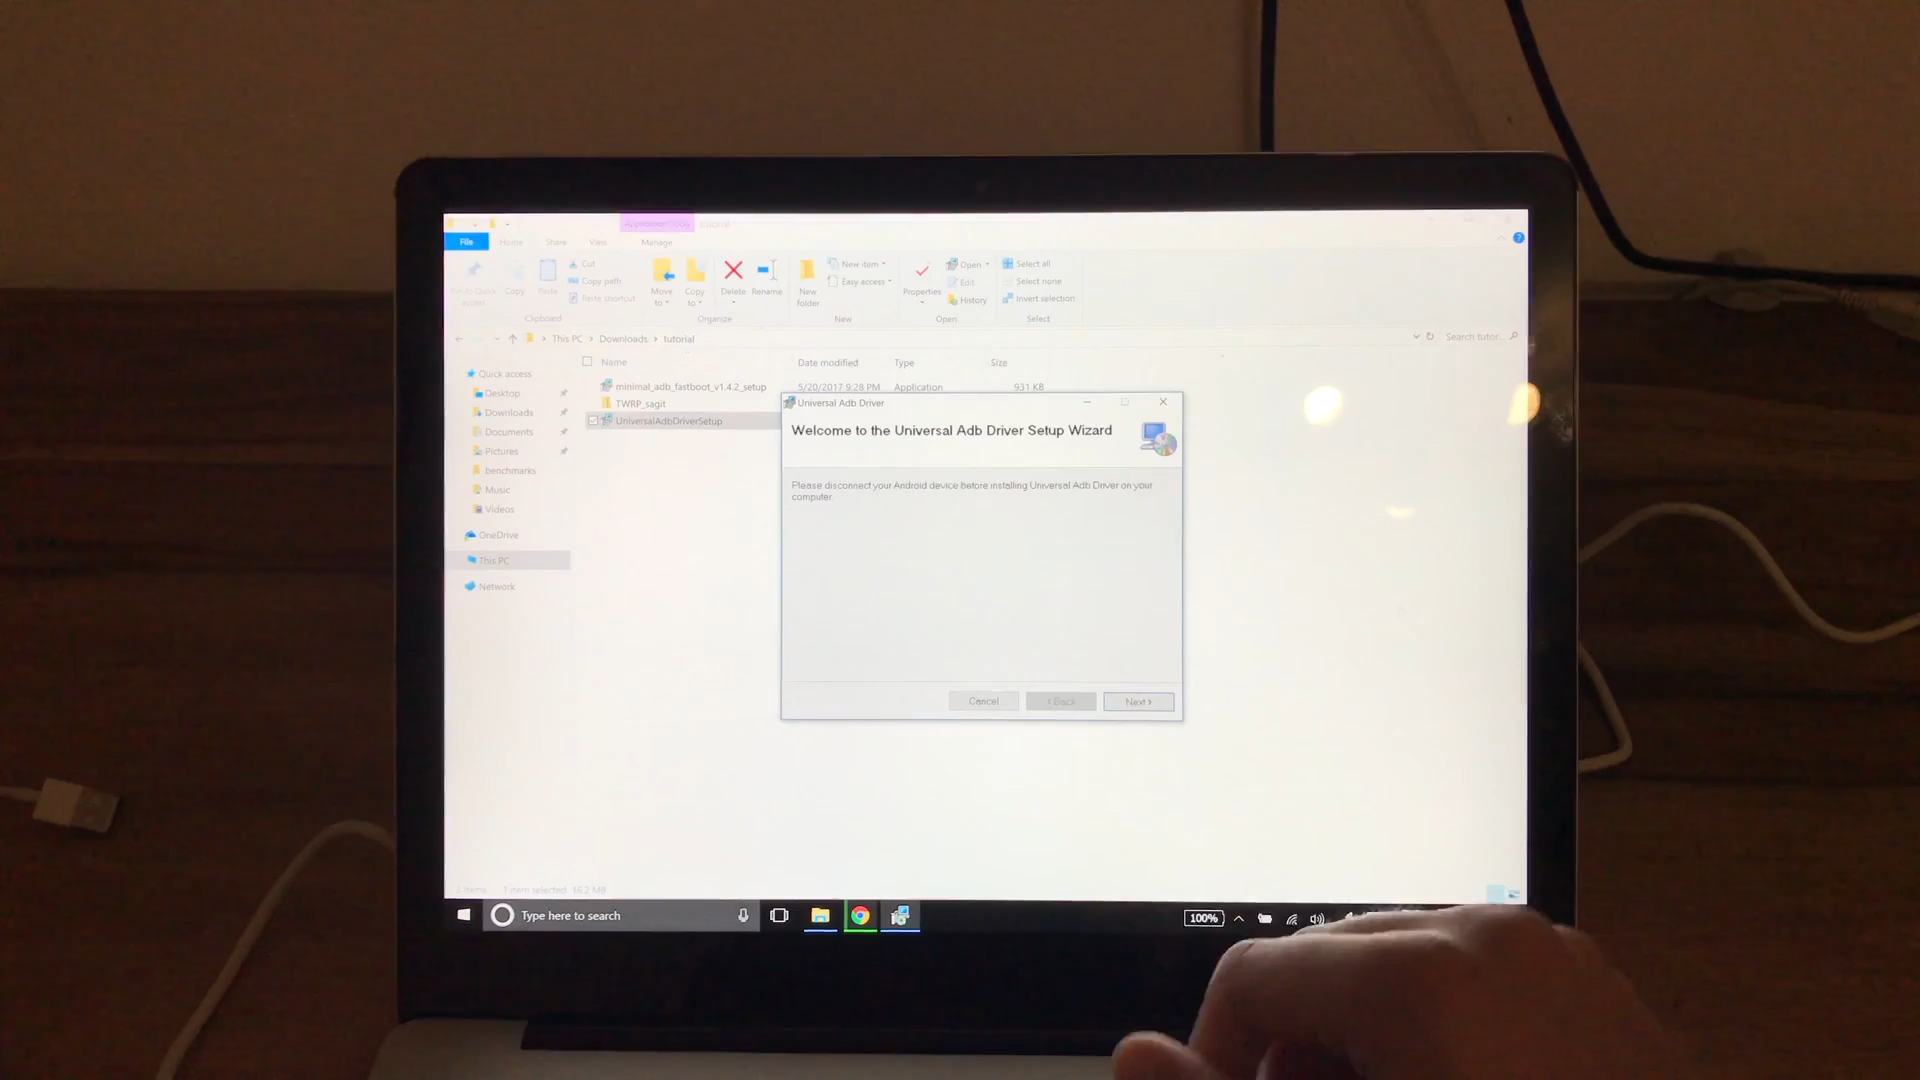 Application Tools tutorial
File Home Share View Manage
Cut
Copy path
Paste shortcut
Copy
Paste
Clipboard
Move to
Copy to
Delete
Rename
Organize
New folder
New item
Easy access
New
Properties
Open
Edit
History
Open
Select all
Select none
Invert selection
Select
This PC > Downloads > tutorial
Search tutor...
Name Date modified Type Size
minimal_adb_fastboot_v1.4.2_setup 5/20/2017 9:28 PM Application 931 KB
TWRP_sagit
UniversalAdbDriverSetup
Quick access
Desktop
Downloads
Documents
Pictures
benchmarks
Music
Videos
OneDrive
This PC
Network
Universal Adb Driver
Welcome to the Universal Adb Driver Setup Wizard
Please disconnect your Android device before installing Universal Adb Driver on your
computer.
Cancel < Back Next >
3 items 1 item selected 16.2 MB
Type here to search
100%